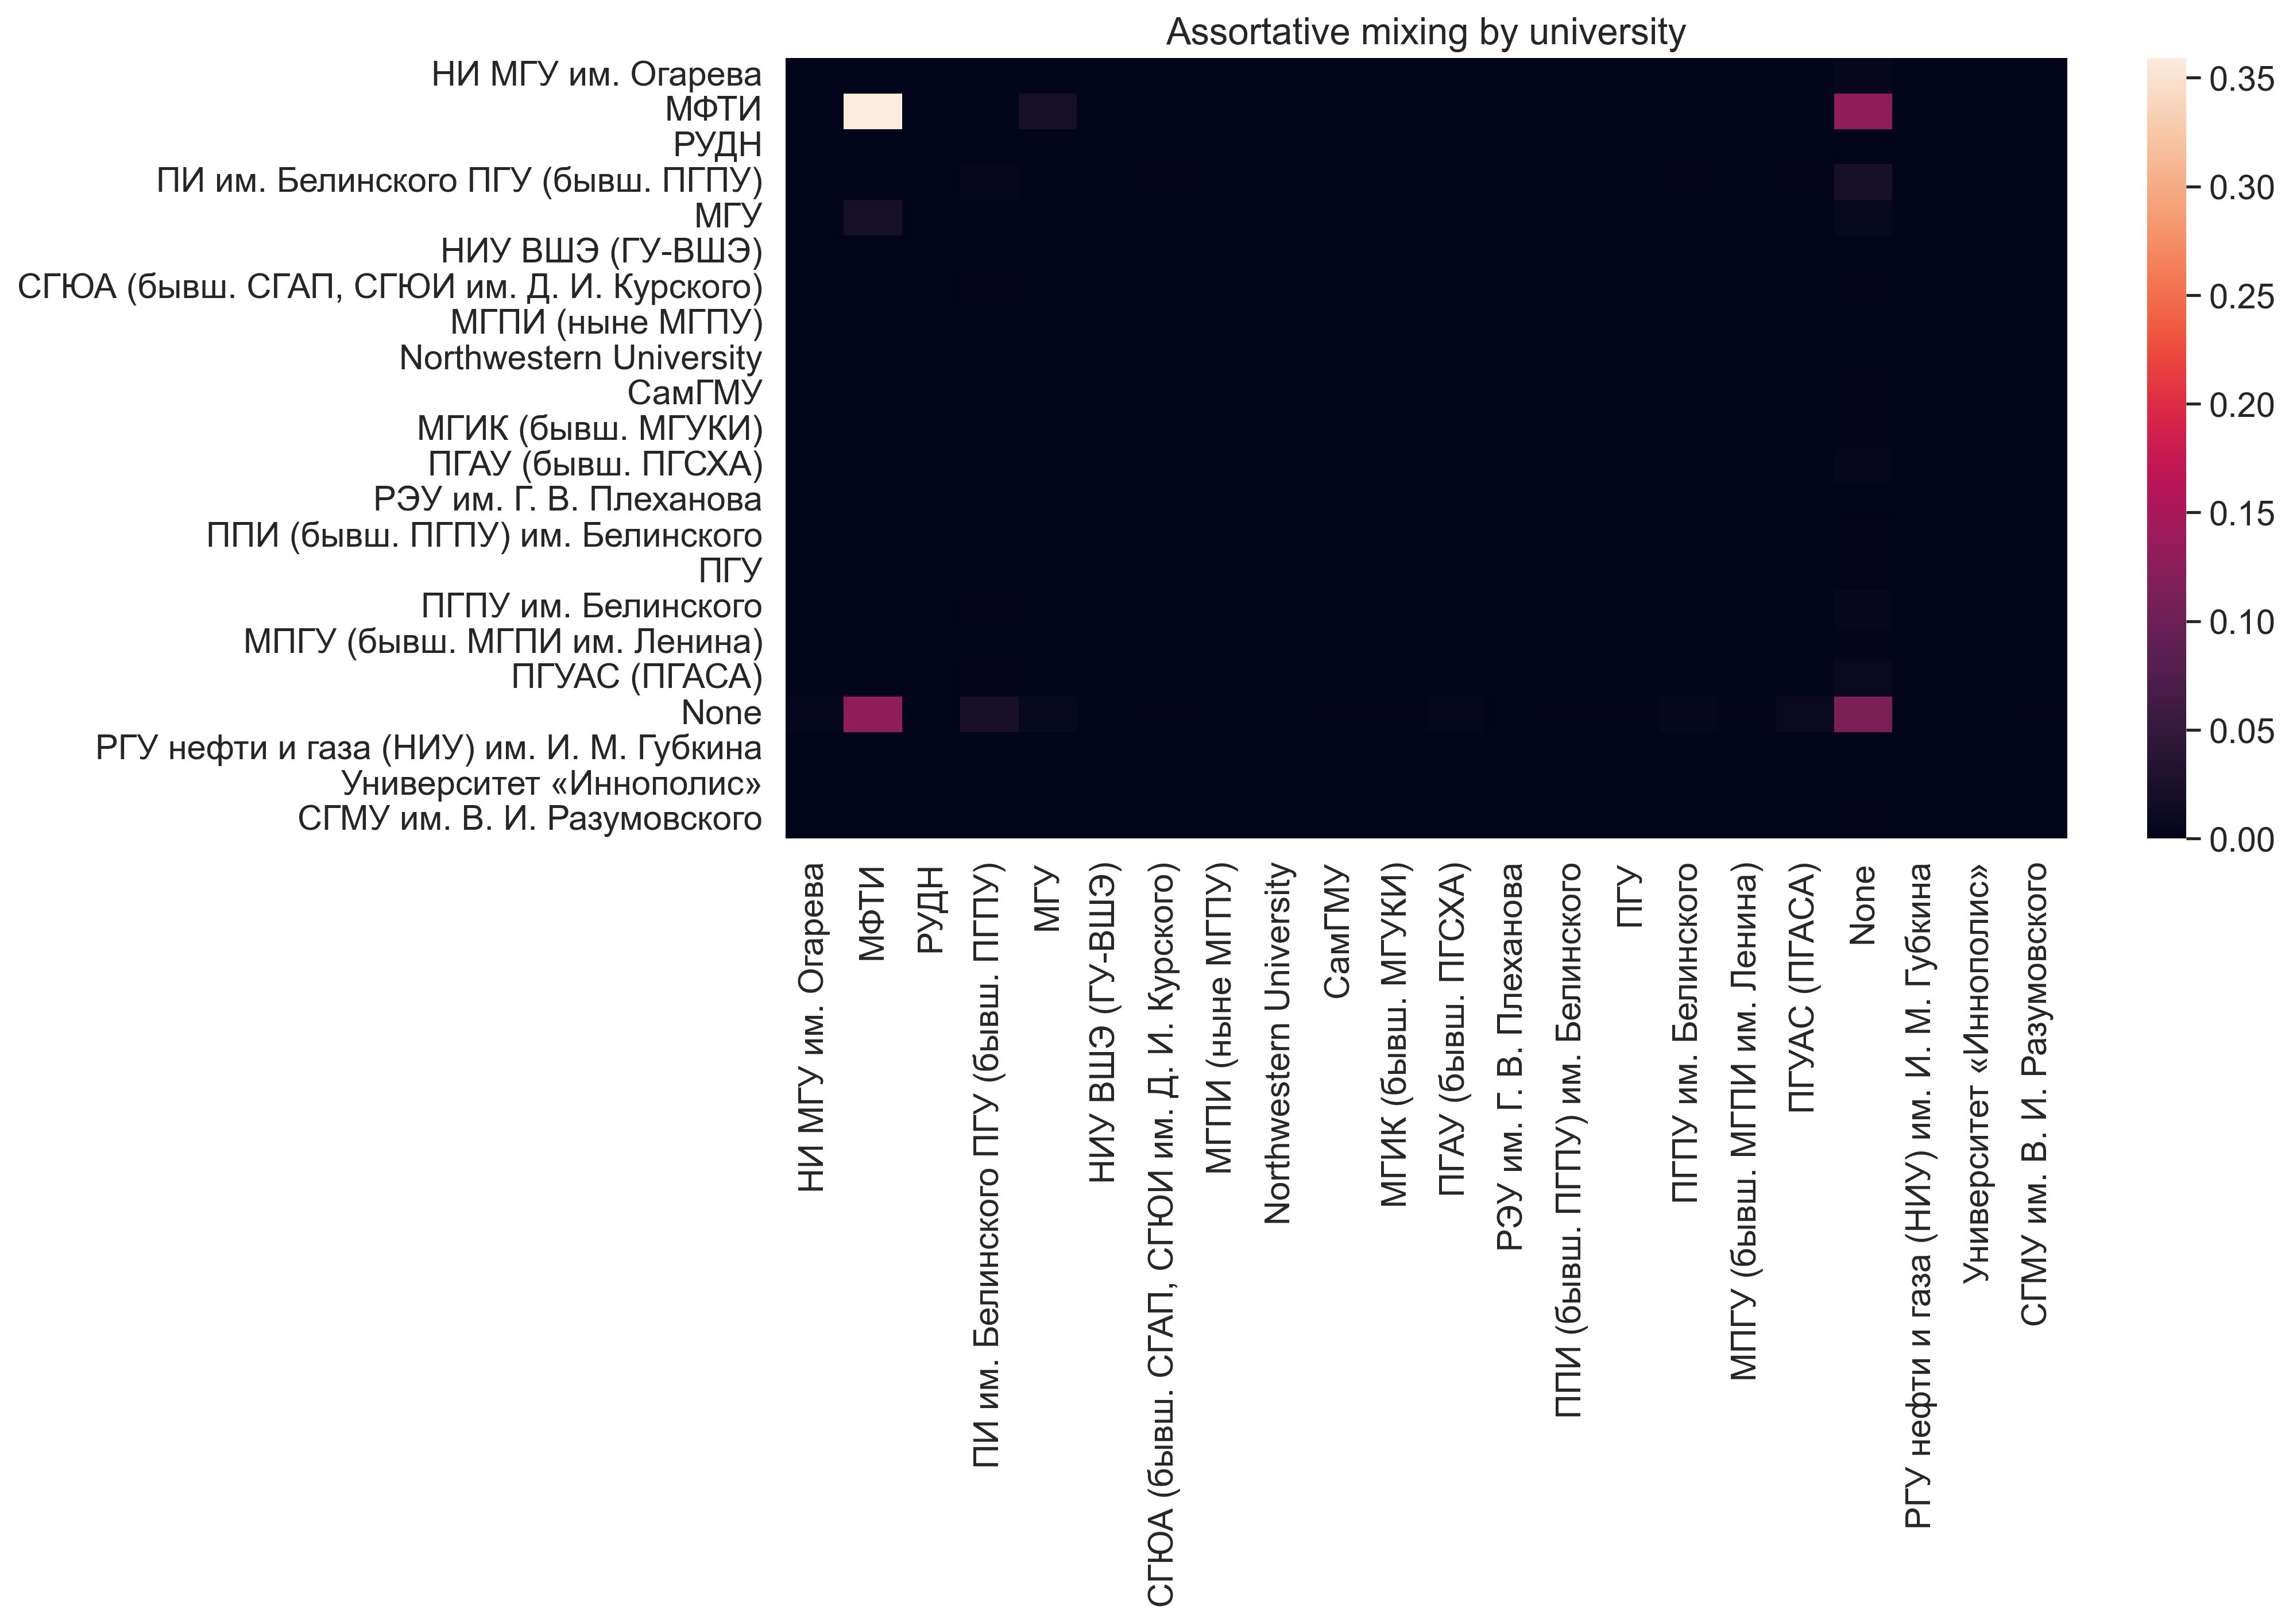 Assortative mixing by university
НИ МГУ им. Огарева
МФТИ
РУДН
ПИ им. Белинского ПГУ (бывш. ПГПУ)
МГУ
НИУ ВШЭ (ГУ-ВШЭ)
СГЮА (бывш. СГАП, СГЮИ им. Д. И. Курского)
МГПИ (ныне МГПУ)
Northwestern University
СамГМУ
МГИК (бывш. МГУКИ)
ПГАУ (бывш. ПГСХА)
РЭУ им. Г. В. Плеханова
ППИ (бывш. ПГПУ) им. Белинского
ПГУ
ПГПУ им. Белинского
МПГУ (бывш. МГПИ им. Ленина)
ПГУАС (ПГАСА)
None
РГУ нефти и газа (НИУ) им. И. М. Губкина
Университет «Иннополис»
СГМУ им. В. И. Разумовского
НИ МГУ им. Огарева
МФТИ
РУДН
ПИ им. Белинского ПГУ (бывш. ПГПУ)
МГУ
НИУ ВШЭ (ГУ-ВШЭ)
СГЮА (бывш. СГАП, СГЮИ им. Д. И. Курского)
МГПИ (ныне МГПУ)
Northwestern University
СамГМУ
МГИК (бывш. МГУКИ)
ПГАУ (бывш. ПГСХА)
РЭУ им. Г. В. Плеханова
ППИ (бывш. ПГПУ) им. Белинского
ПГУ
ПГПУ им. Белинского
МПГУ (бывш. МГПИ им. Ленина)
ПГУАС (ПГАСА)
None
РГУ нефти и газа (НИУ) им. И. М. Губкина
Университет «Иннополис»
СГМУ им. В. И. Разумовского
0.35
0.30
0.25
0.20
0.15
0.10
0.05
0.00